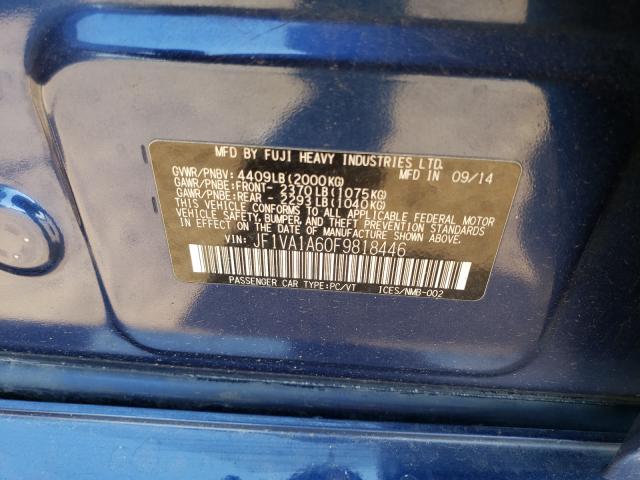 MFD BY FUJI HEAVY INDUSTRIES LTD.
GVWR/PNBV: 4409LB(2000KG) MFD IN 09/14
GAWR/PNBE:FRONT- 2370LB(1075KG)
GAWR/PNBE:REAR - 2293LB(1040KG)
THIS VEHICLE CONFORMS TO ALL APPLICABLE FEDERAL MOTOR
VEHICLE SAFETY, BUMPER, AND THEFT PREVENTION STANDARDS
IN EFFECT ON THE DATE OF MANUFACTURE SHOWN ABOVE.
VIN: JF1VA1A60F9818446
PASSENGER CAR TYPE:PC/VT ICES/NMB-002